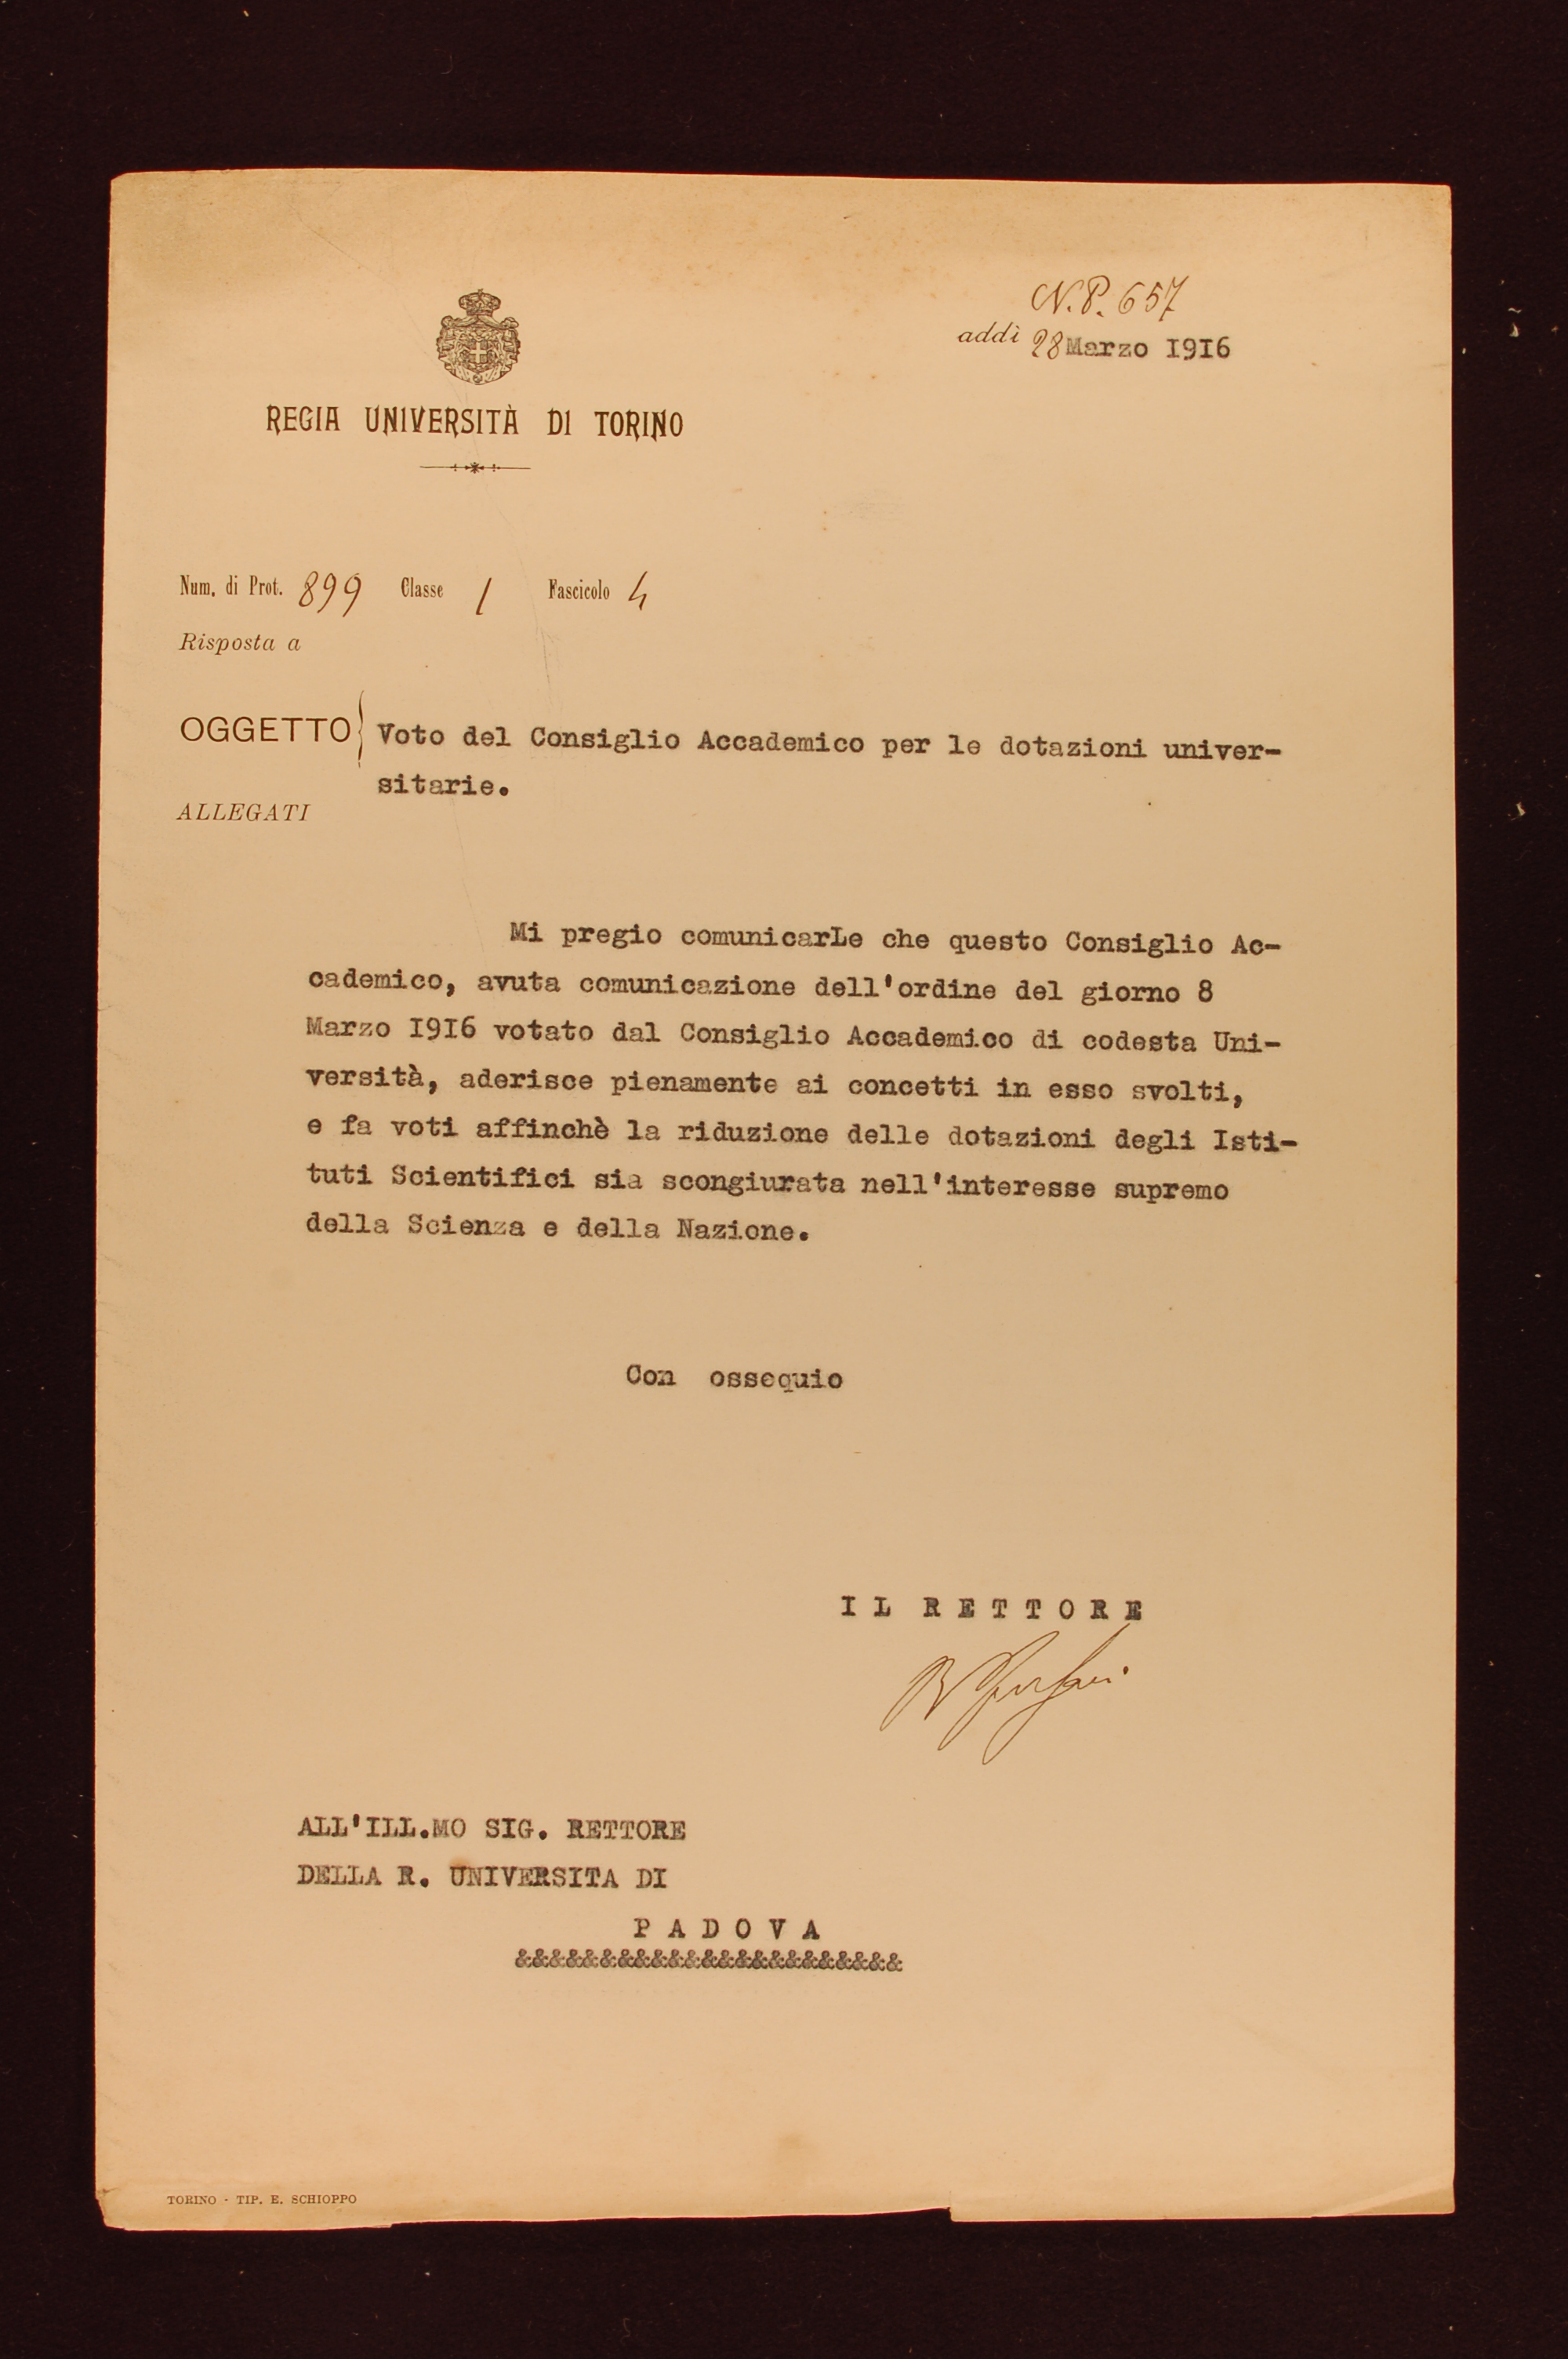 N.P. 657
addì 28 Marzo 1916
REGIA UNIVERSITÀ DI TORINO
Num. di Prot. 899 Classe 1 Fascicolo 4
Risposta a
OGGETTO Voto del Consiglio Accademico per le dotazioni univer-
sitarie.
ALLEGATI
Mi pregio comunicarLe che questo Consiglio Ac-
cademico, avuta comunicazione dell'ordine del giorno 8
Marzo 1916 votato dal Consiglio Accademico di codesta Uni-
versità, aderisce pienamente ai concetti in esso svolti,
e fa voti affinchè la riduzione delle dotazioni degli Isti-
tuti Scientifici sia scongiurata nell'interesse supremo
della Scienza e della Nazione.
Con ossequio
IL RETTORE
ALL'ILL.MO SIG. RETTORE
DELLA R. UNIVERSITA DI
PADOVA
&&&&&&&&&&&&&&&&&&&&&&&
TORINO - TIP. E. SCHIOPPO